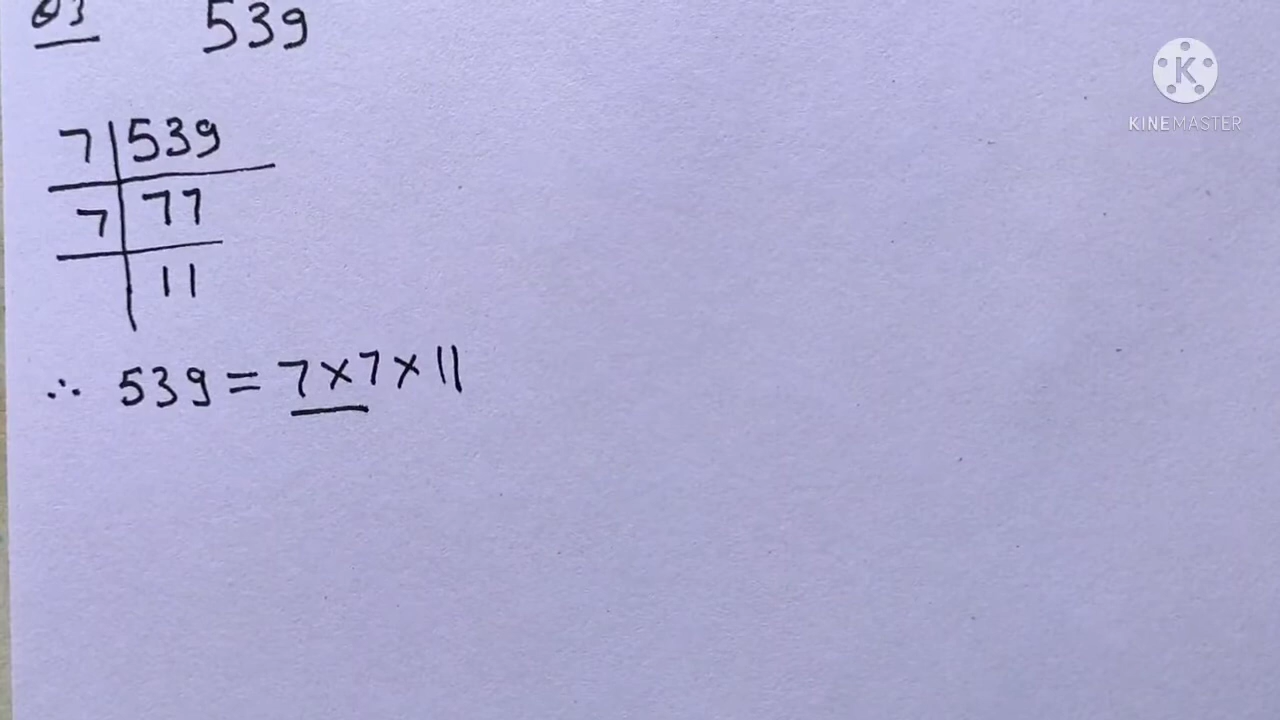 Q3 539
7 539
7 77
11
∴ 539 = 7×7×11
K
KINEMASTER